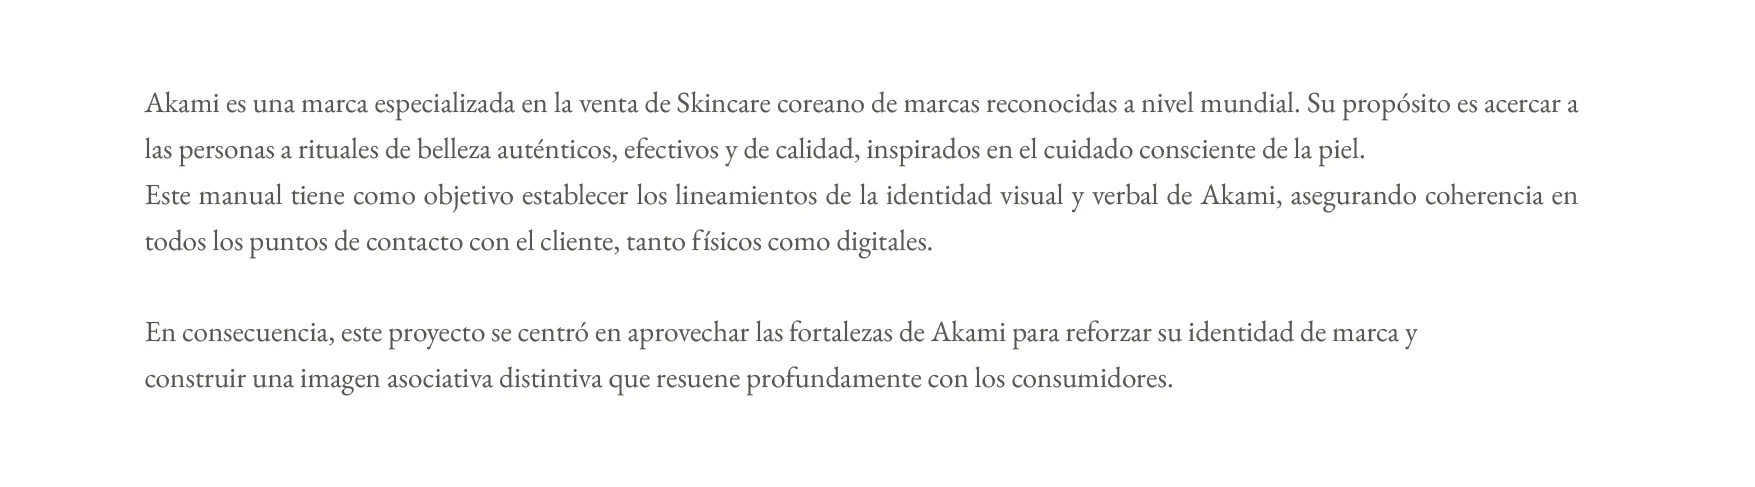 Akami es una marca especializada en la venta de Skincare coreano de marcas reconocidas a nivel mundial. Su propósito es acercar a
las personas a rituales de belleza auténticos, efectivos y de calidad, inspirados en el cuidado consciente de la piel.
Este manual tiene como objetivo establecer los lineamientos de la identidad visual y verbal de Akami, asegurando coherencia en
todos los puntos de contacto con el cliente, tanto físicos como digitales.
En consecuencia, este proyecto se centró en aprovechar las fortalezas de Akami para reforzar su identidad de marca y
construir una imagen asociativa distintiva que resuene profundamente con los consumidores.